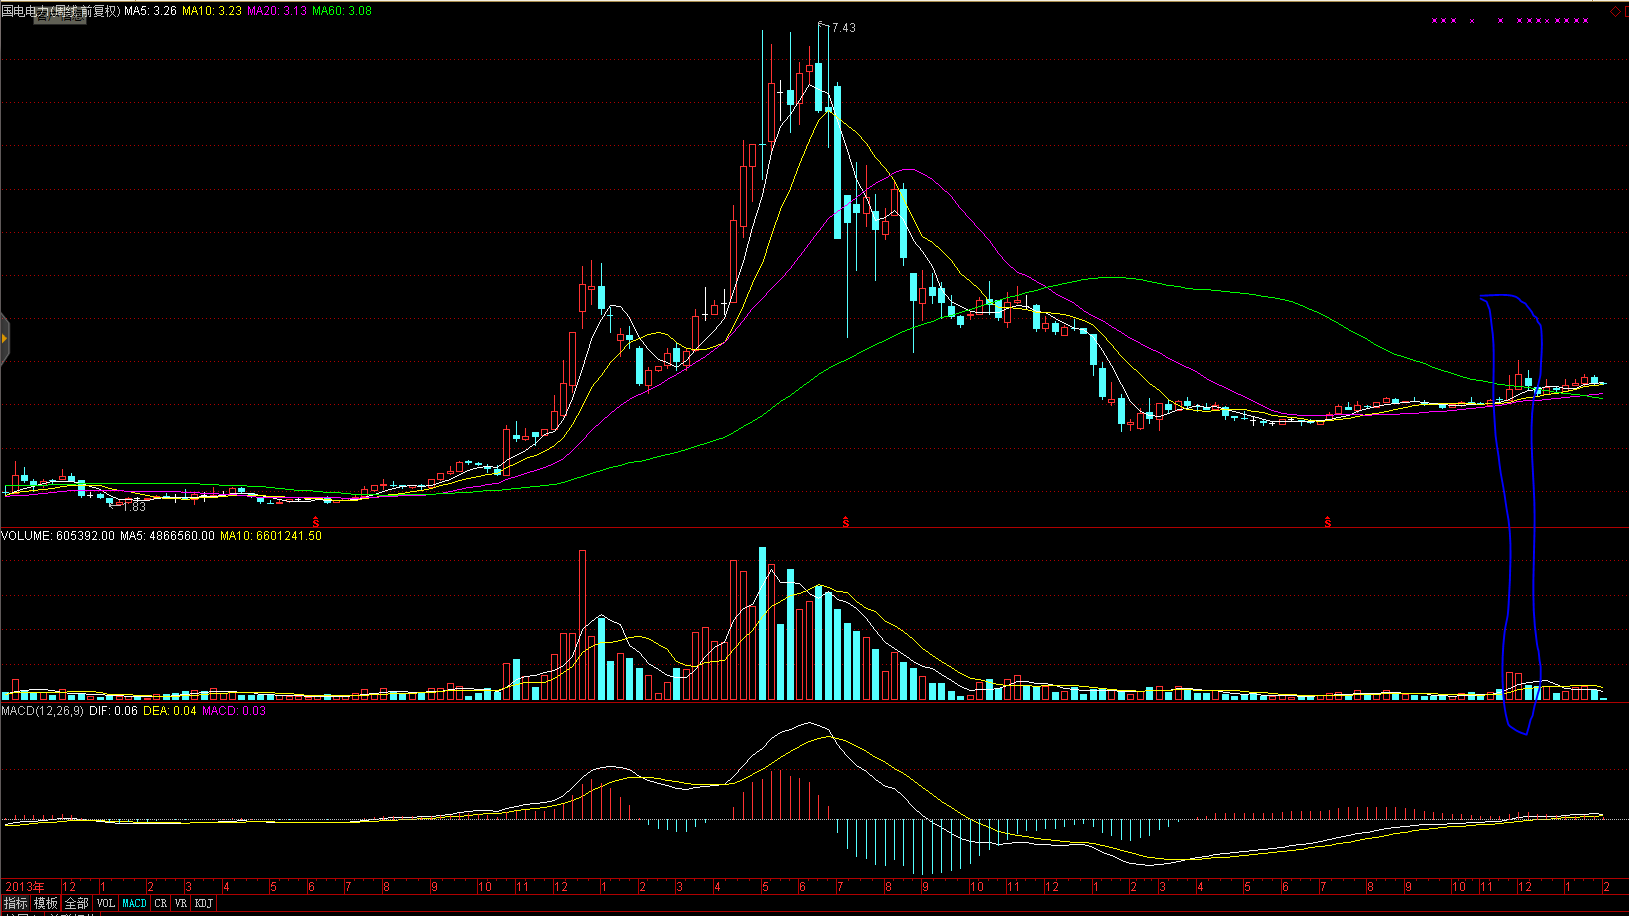 国电电力(周线 前复权) MA5: 3.26 MA10: 3.23 MA20: 3.13 MA60: 3.08
7.43
1.83
S S S
VOLUME: 605392.00 MA5: 4866560.00 MA10: 6601241.50
MACD(12,26,9) DIF: 0.06 DEA: 0.04 MACD: 0.03
2013年 12 1 2 3 4 5 6 7 8 9 10 11 12 1 2 3 4 5 6 7 8 9 10 11 12 1 2 3 4 5 6 7 8 9 10 11 12 1 2
指标 模板 全部 VOL MACD CR VR KDJ